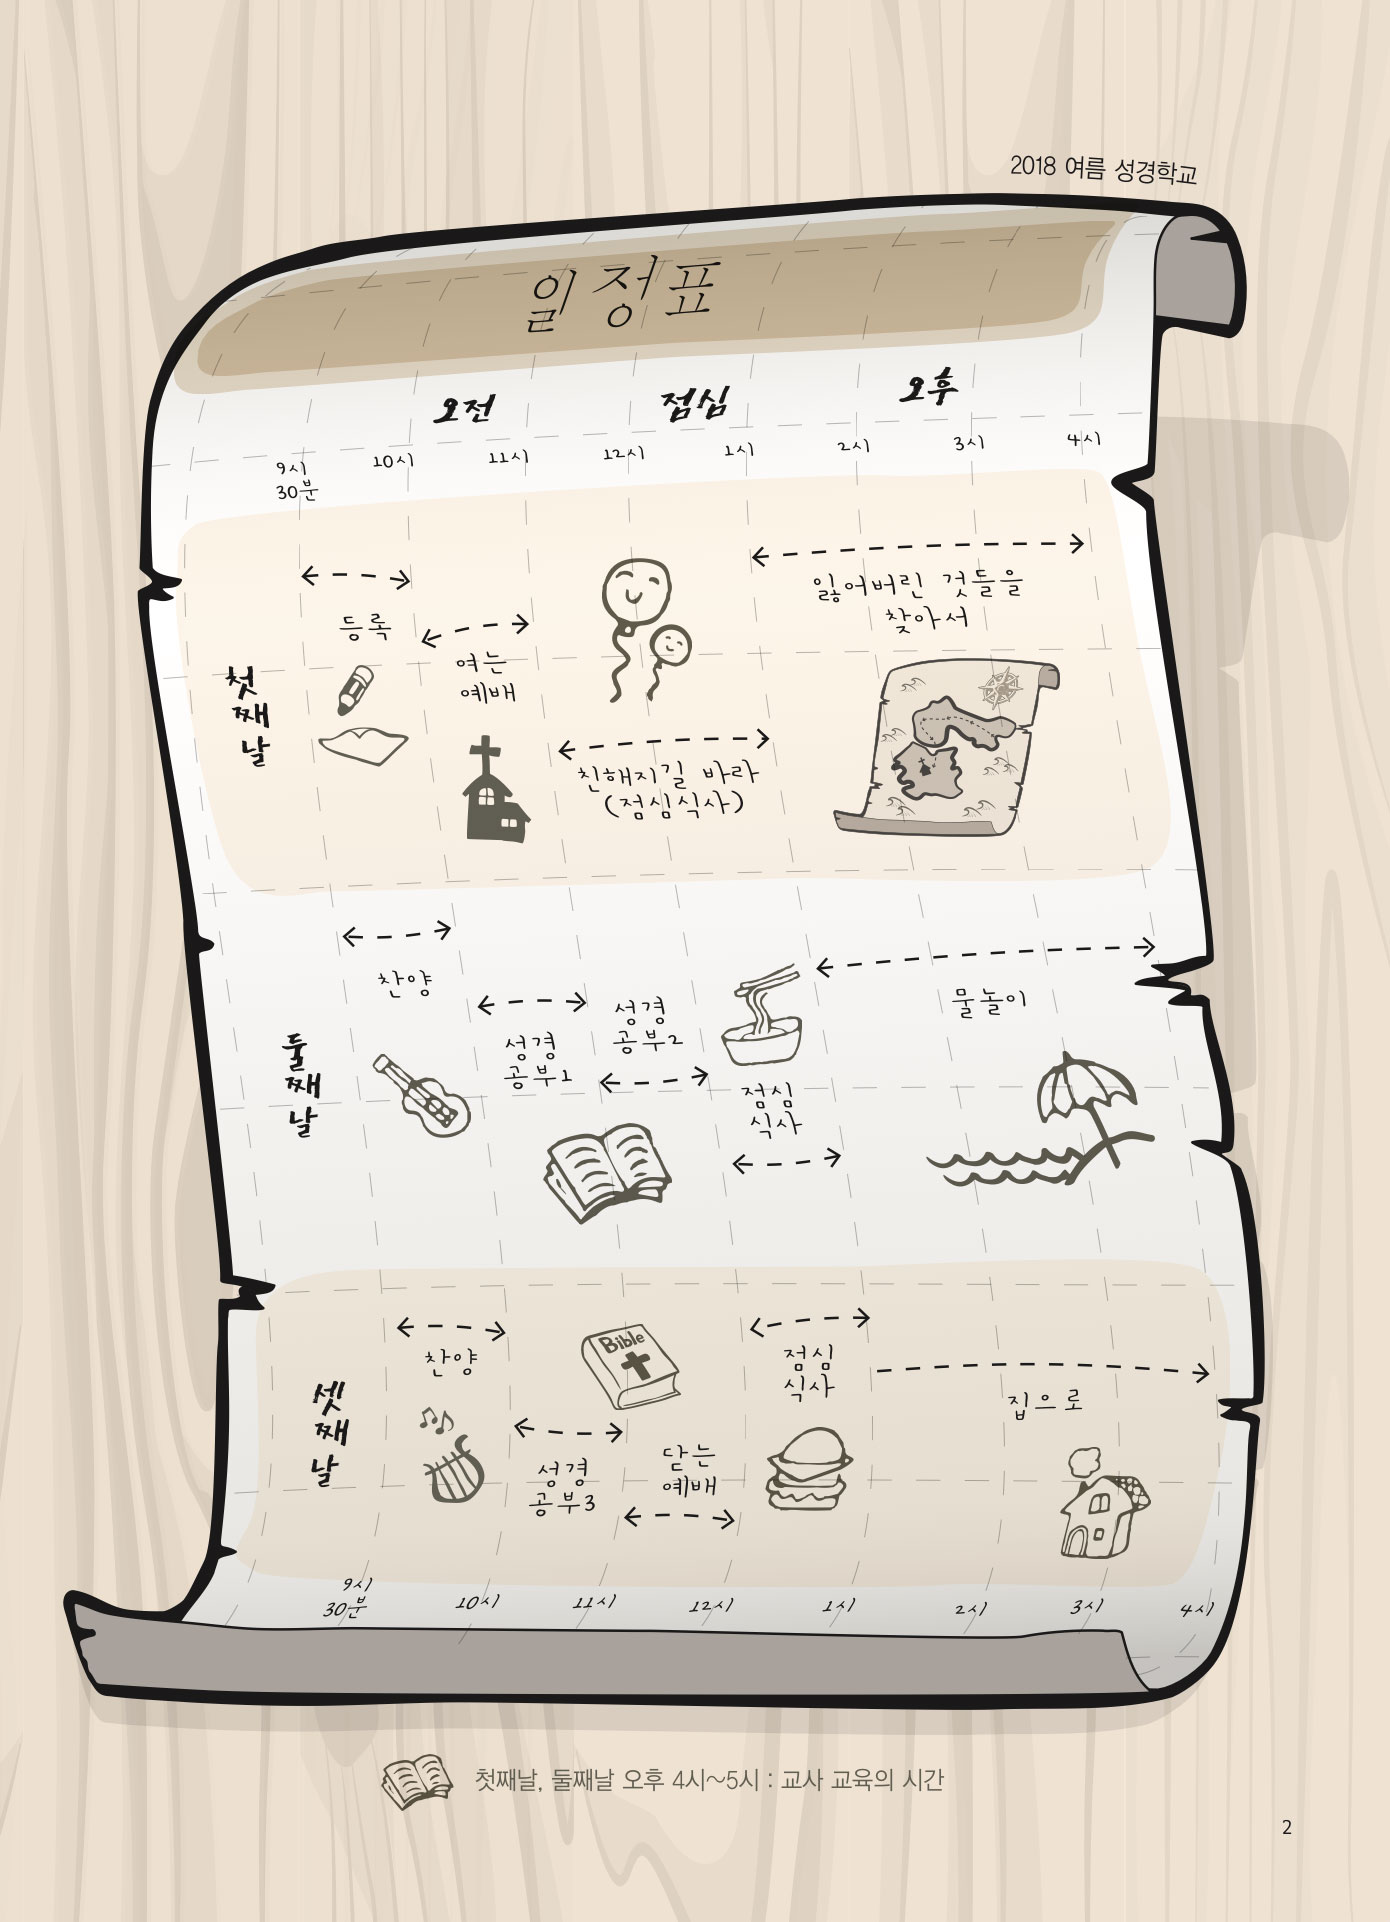 2018 여름 성경학교
일정표
오전 점심 오후
9시
30분
10시 11시 12시 1시 2시 3시 4시
첫
째
날
등록
여는
예배
친해지길 바라
(점심식사)
잃어버린 것들을
찾아서
둘
째
날
찬양
성경
공부1
성경
공부2
점심
식사
물놀이
셋
째
날
찬양
성경
공부3
Bible
닫는
예배
점심
식사
집으로
9시
30분
10시 11시 12시 1시 2시 3시 4시
첫째날, 둘째날 오후 4시~5시 : 교사 교육의 시간
2